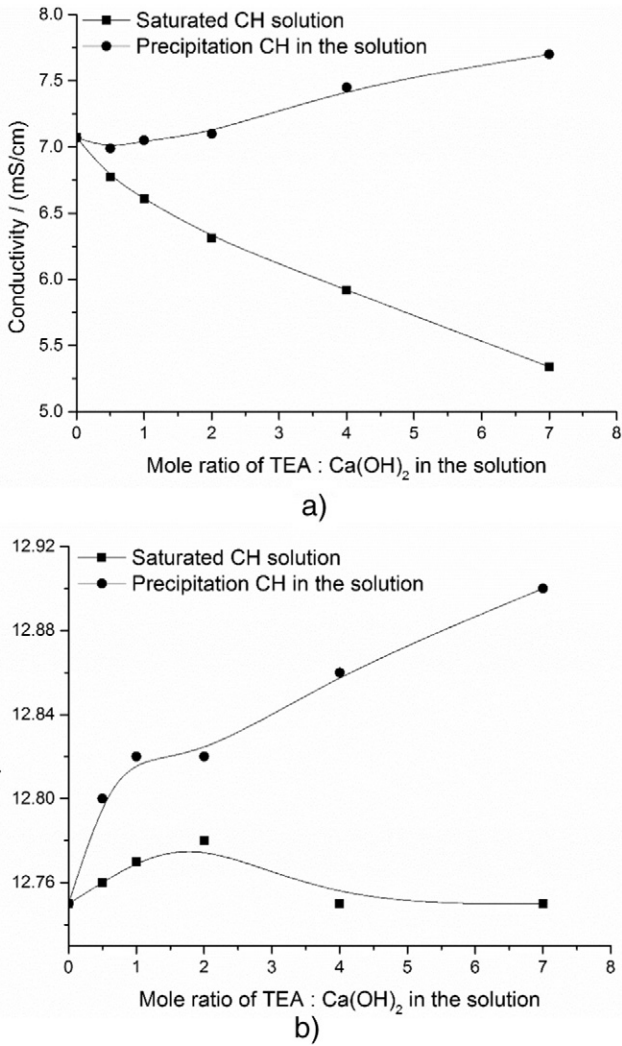 8.0
7.5
7.0
6.5
6.0
5.5
5.0
Conductivity / (mS/cm)
Saturated CH solution
Precipitation CH in the solution
0 1 2 3 4 5 6 7 8
Mole ratio of TEA : Ca(OH)₂ in the solution
a)
12.92
12.88
12.84
12.80
12.76
Saturated CH solution
Precipitation CH in the solution
0 1 2 3 4 5 6 7 8
Mole ratio of TEA : Ca(OH)₂ in the solution
b)